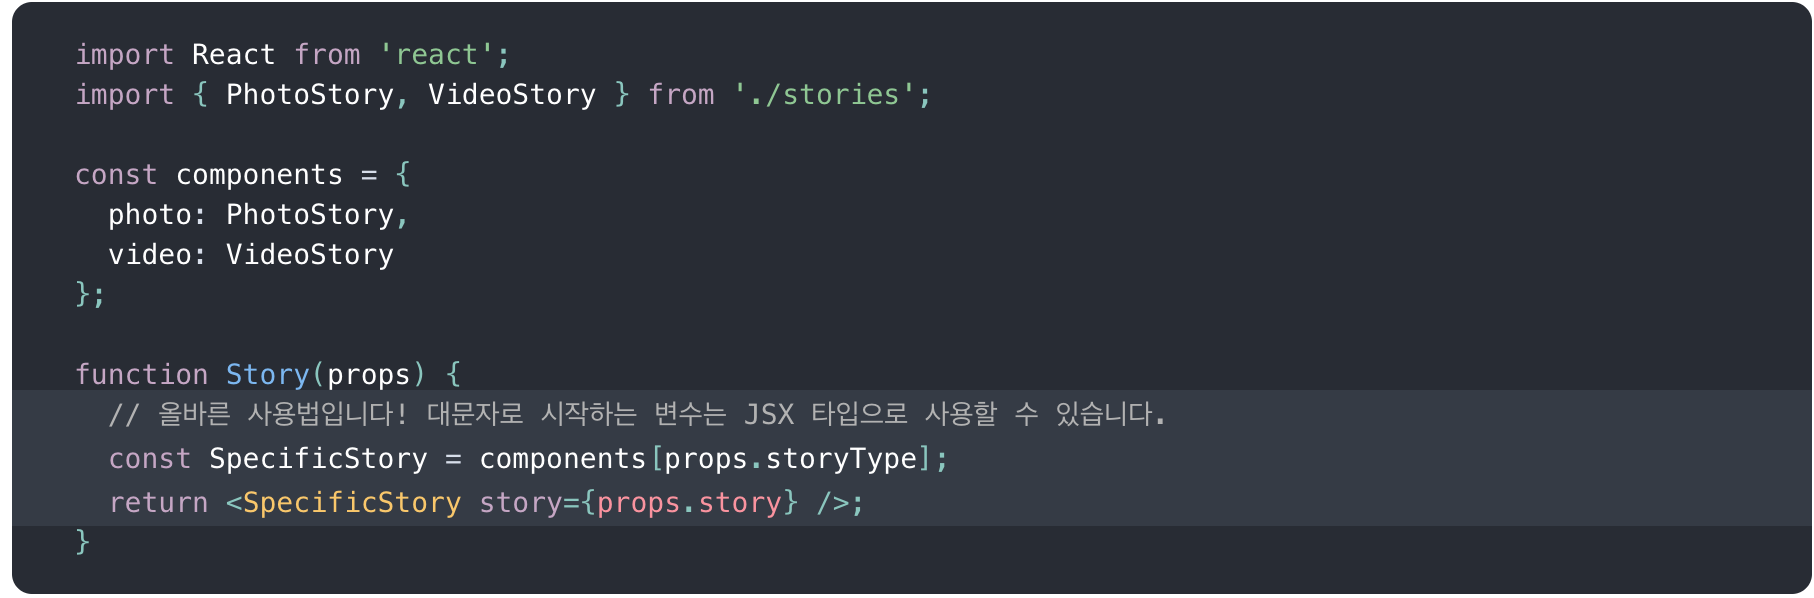 import React from 'react';
import { PhotoStory, VideoStory } from './stories';

const components = {
  photo: PhotoStory,
  video: VideoStory
};

function Story(props) {
  // 올바른 사용법입니다! 대문자로 시작하는 변수는 JSX 타입으로 사용할 수 있습니다.
  const SpecificStory = components[props.storyType];
  return <SpecificStory story={props.story} />;
}